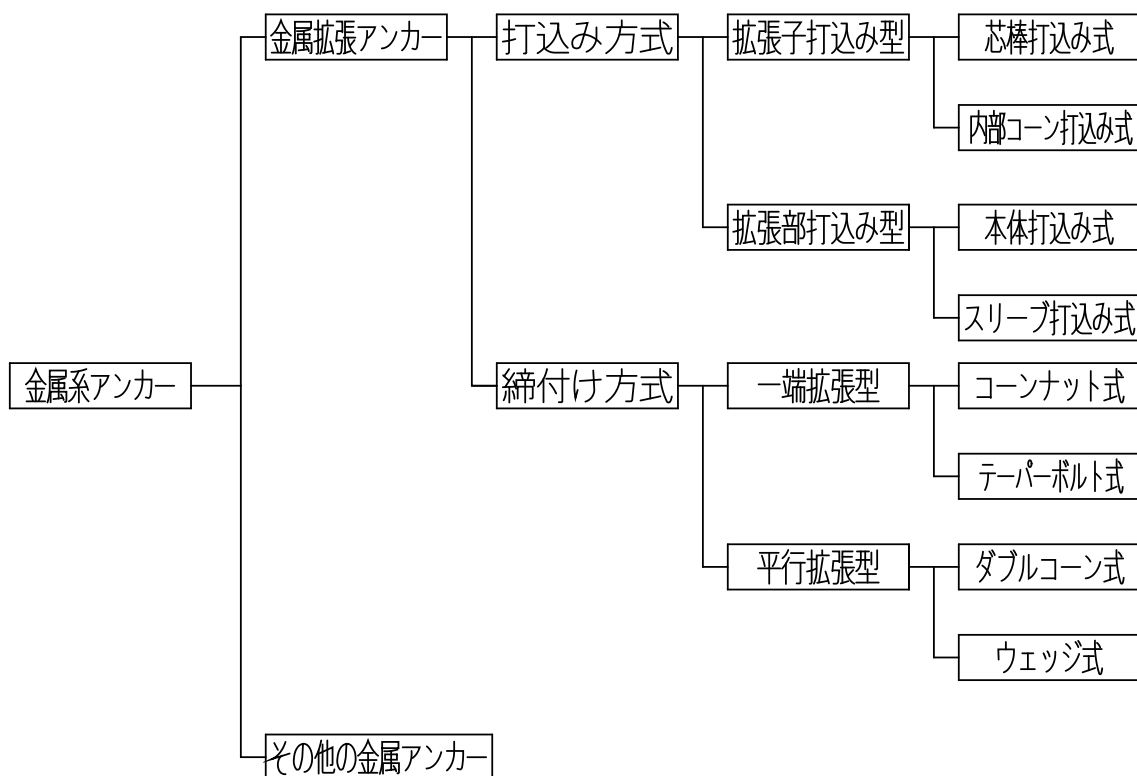 金属拡張アンカー
打込み方式
拡張子打込み型
芯棒打込み式
内部コーン打込み式
拡張部打込み型
本体打込み式
スリーブ打込み式
金属系アンカー
締付け方式
一端拡張型
コーンナット式
テーパーボルト式
平行拡張型
ダブルコーン式
ウェッジ式
その他の金属アンカー